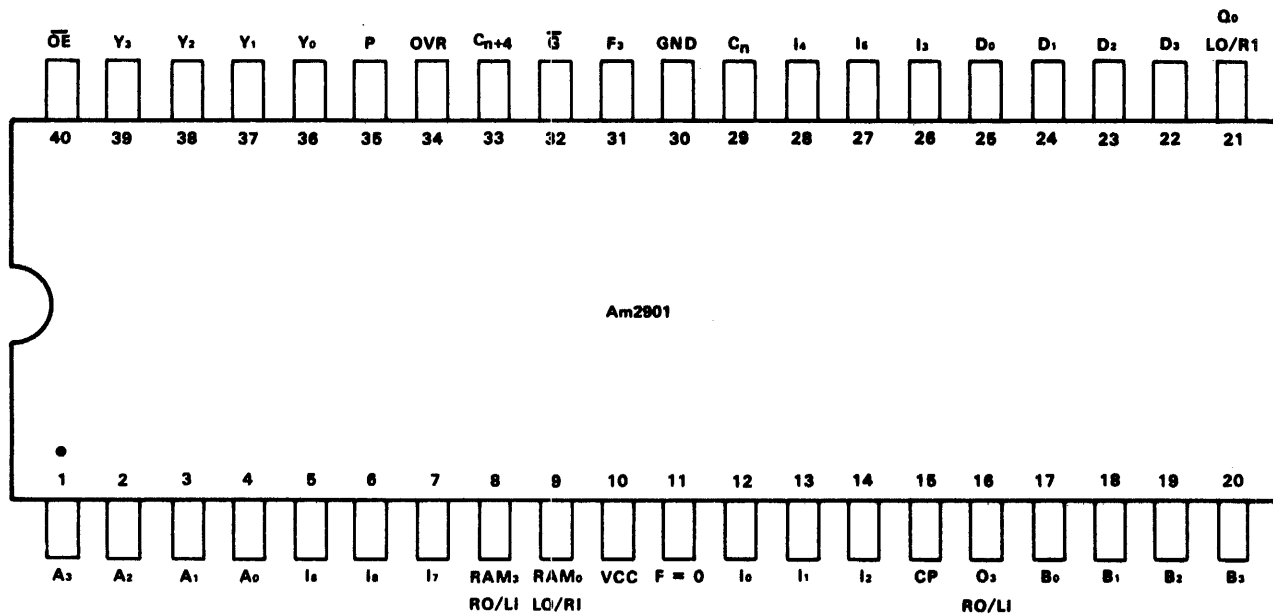 Q₀
O̅E̅ Y₃ Y₂ Y₁ Y₀ P OVR Cₙ₊₄ G̅ F₃ GND Cₙ I₄ I₅ I₃ D₀ D₁ D₂ D₃ LO/R1
40 39 38 37 36 35 34 33 32 31 30 29 28 27 26 25 24 23 22 21
Am2901
1 2 3 4 5 6 7 8 9 10 11 12 13 14 15 16 17 18 19 20
A₃ A₂ A₁ A₀ I₆ I₈ I₇ RAM₃ RAM₀ VCC F = 0 I₀ I₁ I₂ CP Q₃ B₀ B₁ B₂ B₃
RO/LI LO/RI RO/LI